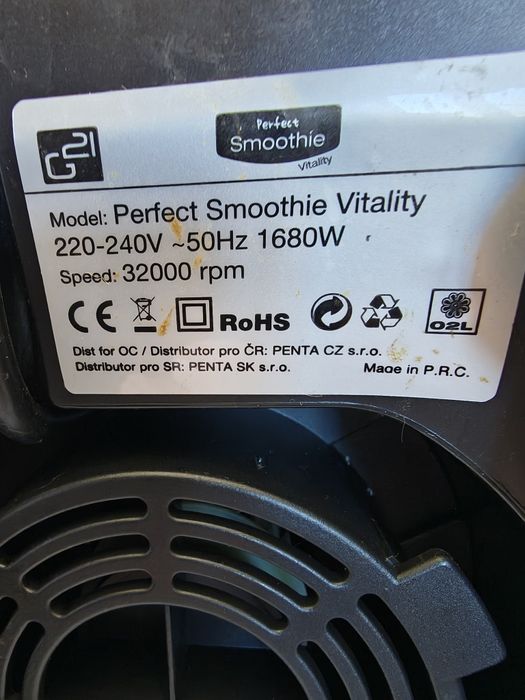 G21
Perfect
Smoothie
Vitality
Model: Perfect Smoothie Vitality
220-240V ~50Hz 1680W
Speed: 32000 rpm
CE RoHS O2L
Dist for OC / Distributor pro ČR: PENTA CZ s.r.o.
Distributor pro SR: PENTA SK s.r.o. Made in P.R.C.